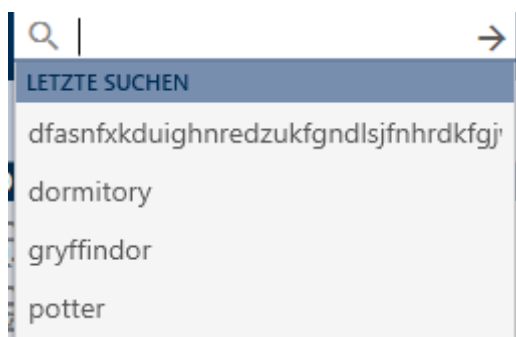 LETZTE SUCHEN
dfasnfxkduighnredzukfgndlsjfnhrdkfgj
dormitory
gryffindor
potter